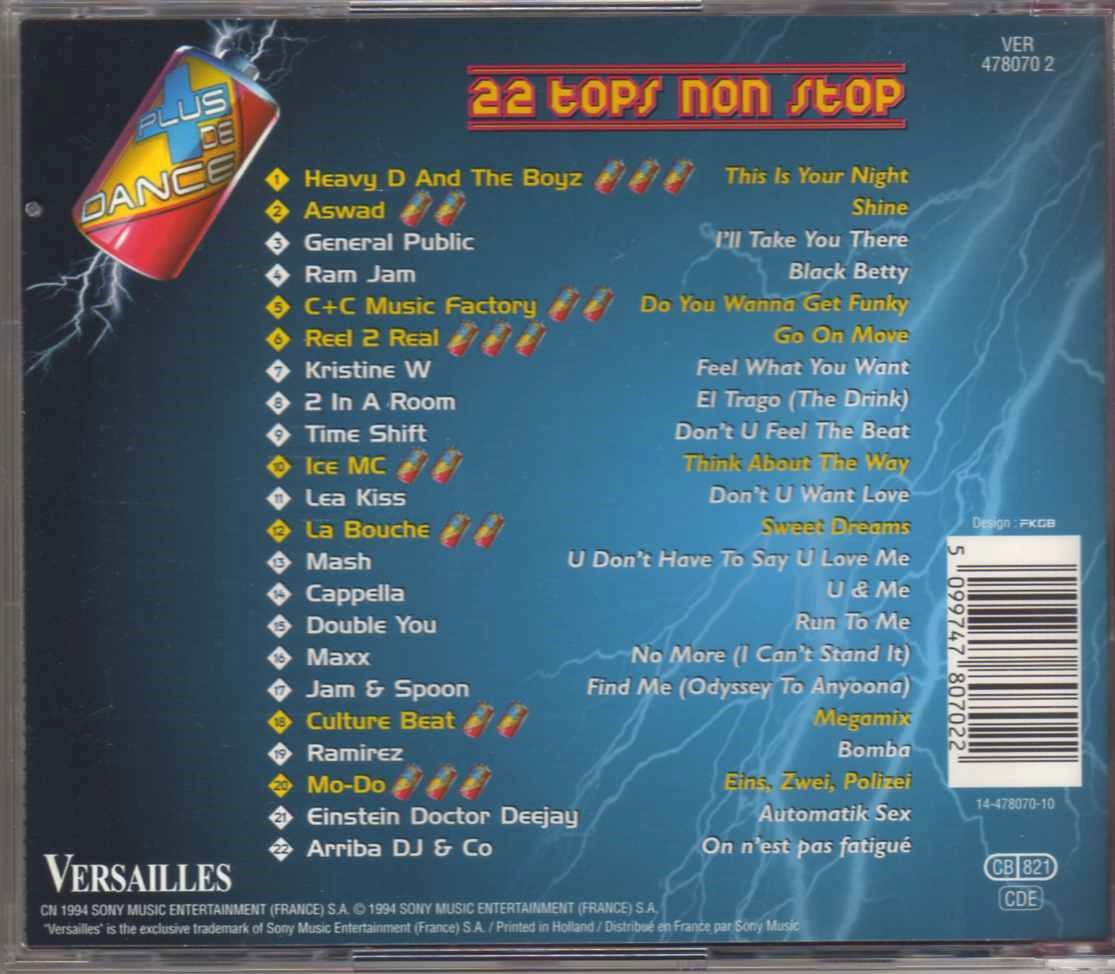 PLUS
DE
DANCE
22 tops non stop
VER
478070 2
1 Heavy D And The Boyz This Is Your Night
2 Aswad Shine
3 General Public I'll Take You There
4 Ram Jam Black Betty
5 C+C Music Factory Do You Wanna Get Funky
6 Reel 2 Real Go On Move
7 Kristine W Feel What You Want
8 2 In A Room El Trago (The Drink)
9 Time Shift Don't U Feel The Beat
10 Ice MC Think About The Way
11 Lea Kiss Don't U Want Love
12 La Bouche Sweet Dreams
13 Mash U Don't Have To Say U Love Me
14 Cappella U & Me
15 Double You Run To Me
16 Maxx No More (I Can't Stand It)
17 Jam & Spoon Find Me (Odyssey To Anyoona)
18 Culture Beat Megamix
19 Ramirez Bomba
20 Mo-Do Eins, Zwei, Polizei
21 Einstein Doctor Deejay Automatik Sex
22 Arriba DJ & Co On n'est pas fatigué
Design : FKGB
5 099747 807022
14-478070-10
CB 821
CDE
VERSAILLES
CN 1994 SONY MUSIC ENTERTAINMENT (FRANCE) S.A. © 1994 SONY MUSIC ENTERTAINMENT (FRANCE) S.A.
"Versailles" is the exclusive trademark of Sony Music Entertainment (France) S.A. / Printed in Holland / Distribué en France par Sony Music